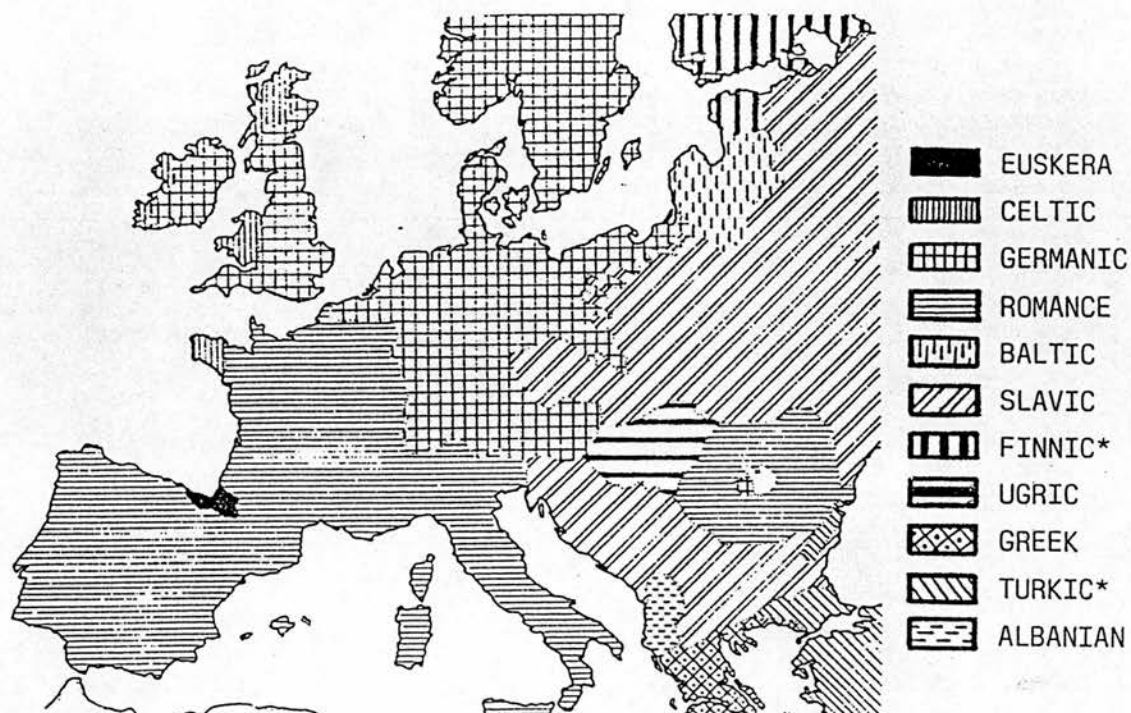 EUSKERA
CELTIC
GERMANIC
ROMANCE
BALTIC
SLAVIC
FINNIC*
UGRIC
GREEK
TURKIC*
ALBANIAN